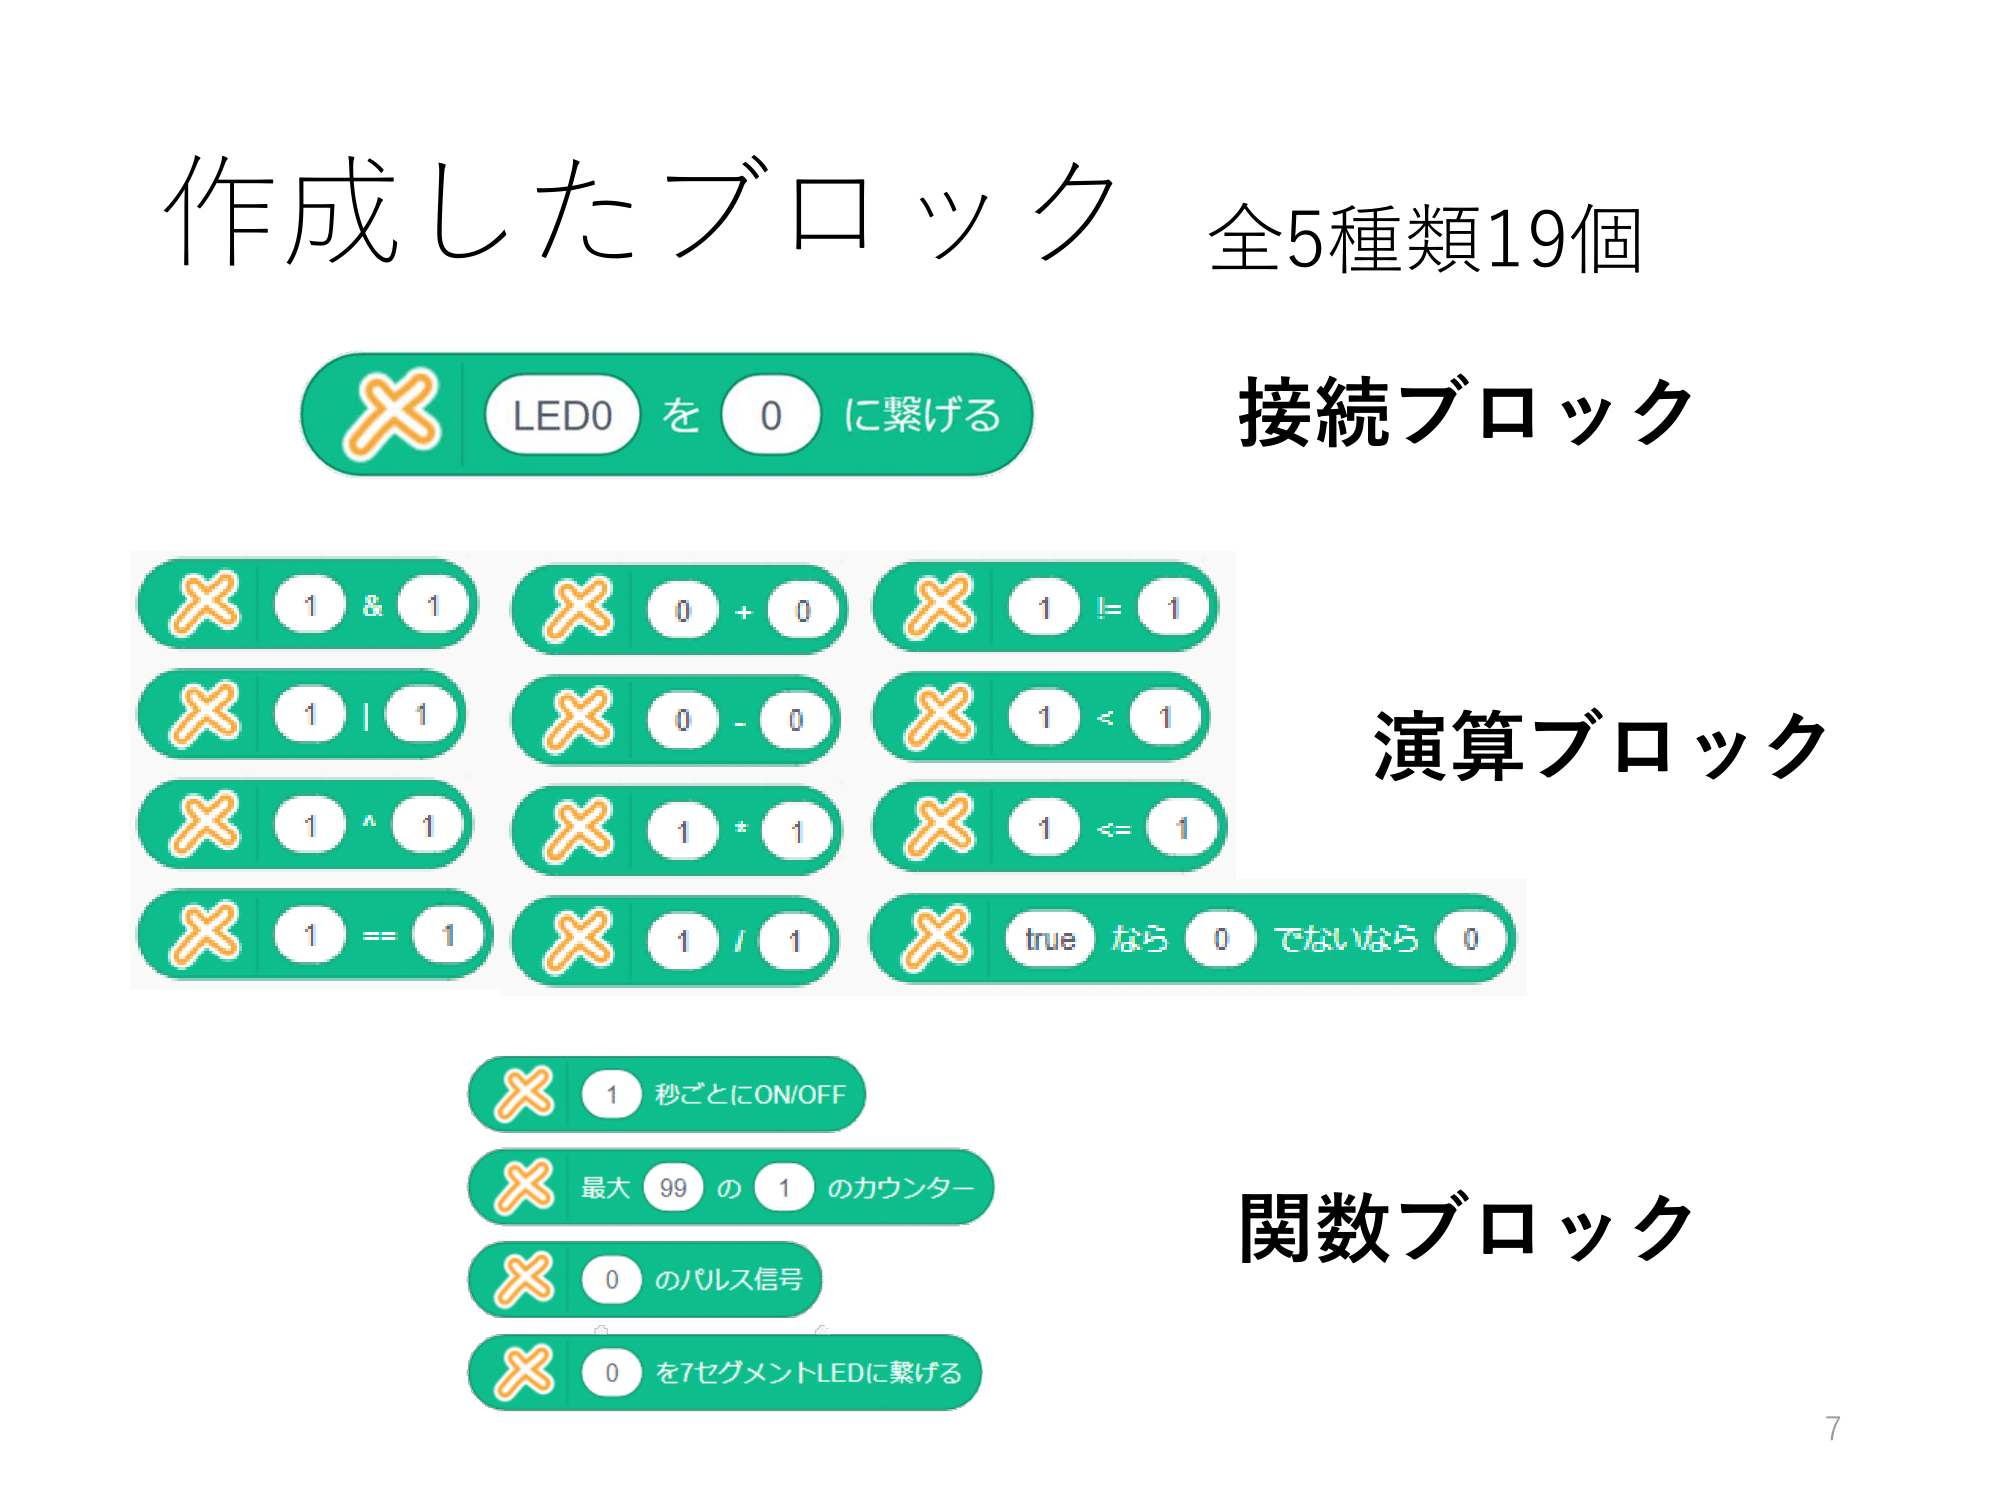 作成したブロック 全5種類19個
LED0 を 0 に繋げる 接続ブロック
1 & 1 0 + 0 1 != 1
1 | 1 0 - 0 1 < 1
演算ブロック
1 ^ 1 1 * 1 1 <= 1
1 == 1 1 / 1 true なら 0 でないなら 0
1 秒ごとにON/OFF
最大 99 の 1 のカウンター
関数ブロック
0 のパルス信号
0 を7セグメントLEDに繋げる
7